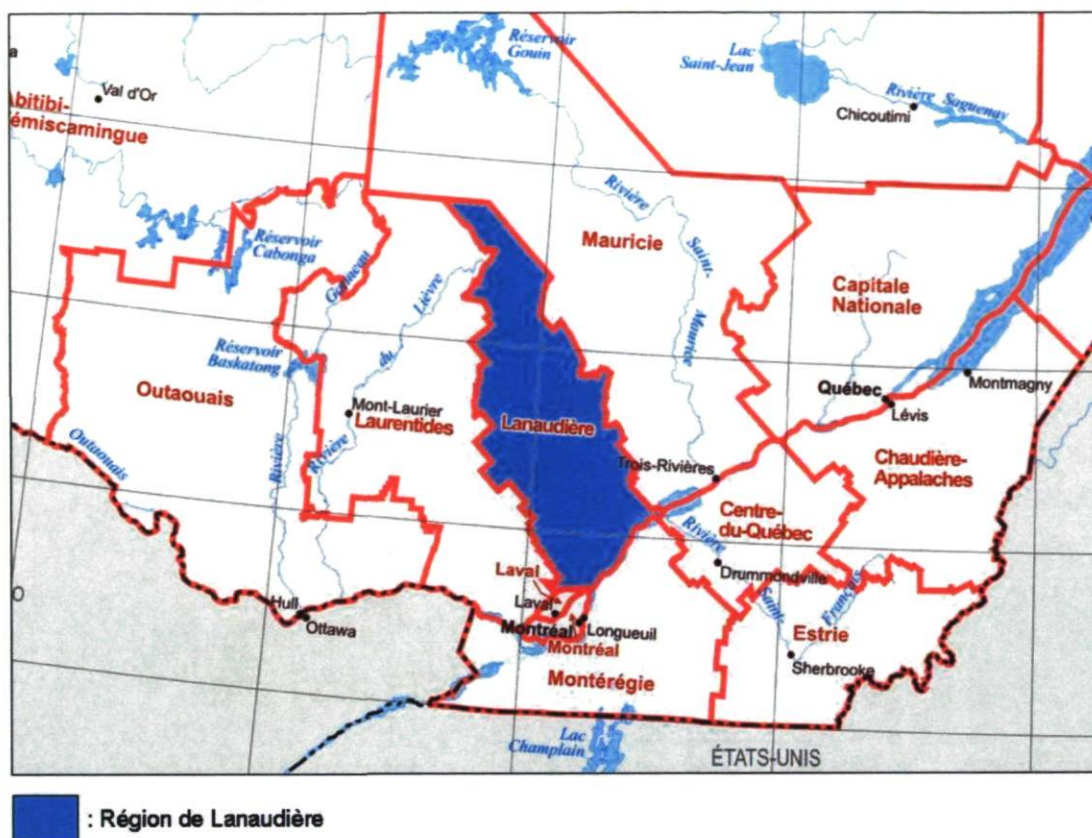 a
Val d'Or
Abitibi-
émiscamingue
Réservoir
Gouin
Lac
Saint-Jean
Rivière Saguenay
Chicoutimi
Réservoir
Cabonga
Gatineau
Lièvre
du
Rivière
Rivière
Saint-
Maurice
Mauricie
Capitale
Nationale
Réservoir
Baskatong
Outaouais
Mont-Laurier
Laurentides
Lanaudière
Québec
Lévis
Montmagny
Outaouais
Rivière
Trois-Rivières
Chaudière-
Appalaches
Centre-
du-Québec
Rivière
Drummondville
Saint-
François
Laval
Laval
Hull
Ottawa
Montréal
Longueuil
Montréal
Montérégie
Estrie
Sherbrooke
Lac
Champlain
ÉTATS-UNIS
O
: Région de Lanaudière